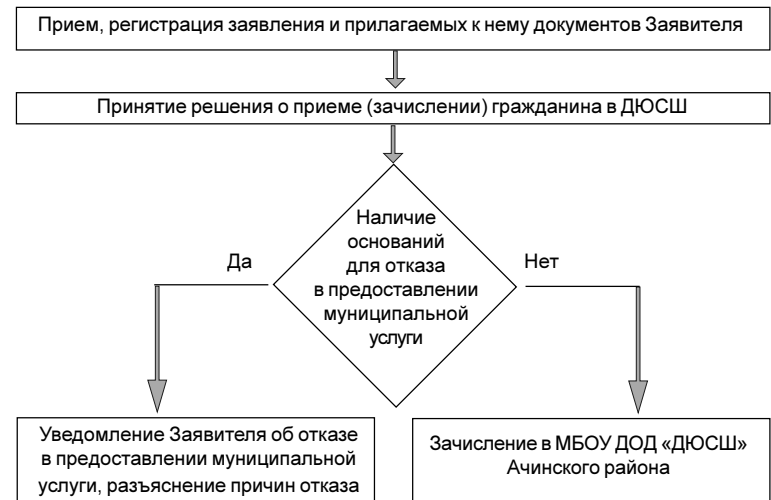 Прием, регистрация заявления и прилагаемых к нему документов Заявителя
Принятие решения о приеме (зачислении) гражданина в ДЮСШ
Наличие
оснований
для отказа
в предоставлении
муниципальной
услуги
Да
Нет
Уведомление Заявителя об отказе
в предоставлении муниципальной
услуги, разъяснение причин отказа
Зачисление в МБОУ ДОД «ДЮСШ»
Ачинского района